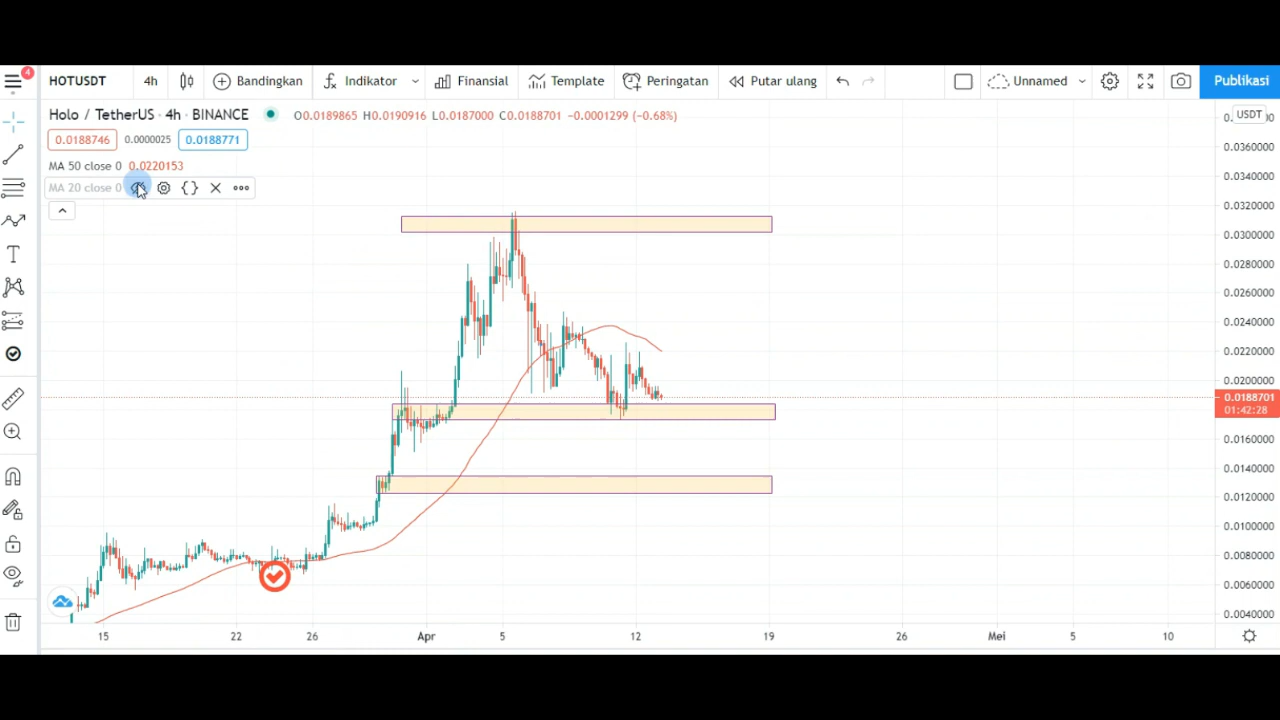 4
HOTUSDT 4h Bandingkan Indikator Finansial Template Peringatan Putar ulang Unnamed Publikasi
Holo / TetherUS · 4h · BINANCE O0.0189865 H0.0190916 L0.0187000 C0.0188701 −0.0001299 (−0.68%)
0.0188746 0.0000025 0.0188771
MA 50 close 0 0.0220153
MA 20 close 0
USDT
0.0360000
0.0340000
0.0320000
0.0300000
0.0280000
0.0260000
0.0240000
0.0220000
0.0200000
0.0188701
01:42:28
0.0160000
0.0140000
0.0120000
0.0100000
0.0080000
0.0060000
0.0040000
15 22 26 Apr 5 12 19 26 Mei 5 10